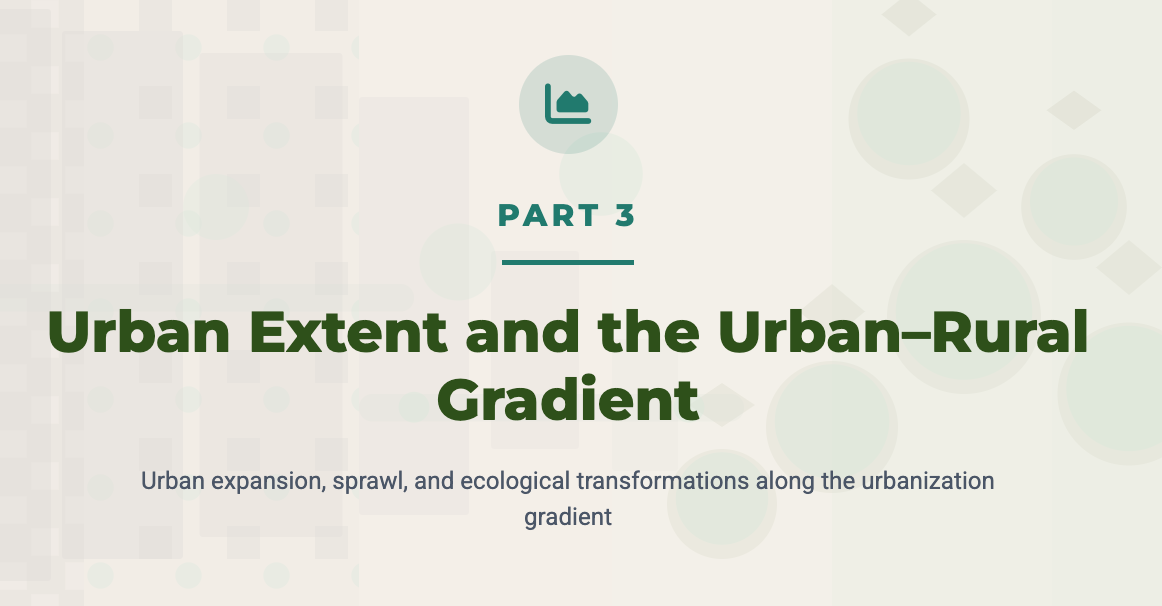 PART 3
Urban Extent and the Urban–Rural
Gradient
Urban expansion, sprawl, and ecological transformations along the urbanization
gradient